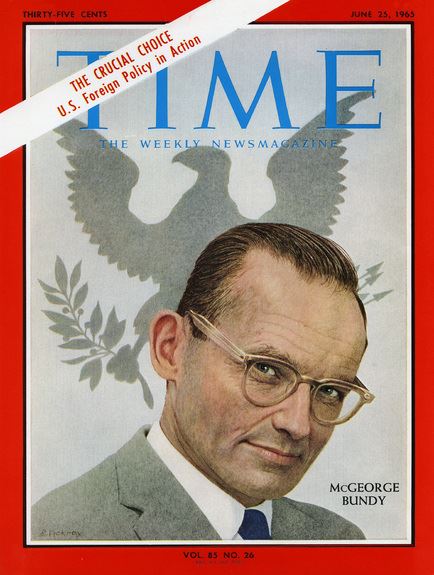 THIRTY-FIVE CENTS
JUNE 25, 1965
THE CRUCIAL CHOICE
U.S. Foreign Policy in Action
TIME
THE WEEKLY NEWSMAGAZINE
McGEORGE
BUNDY
VOL. 85 NO. 26